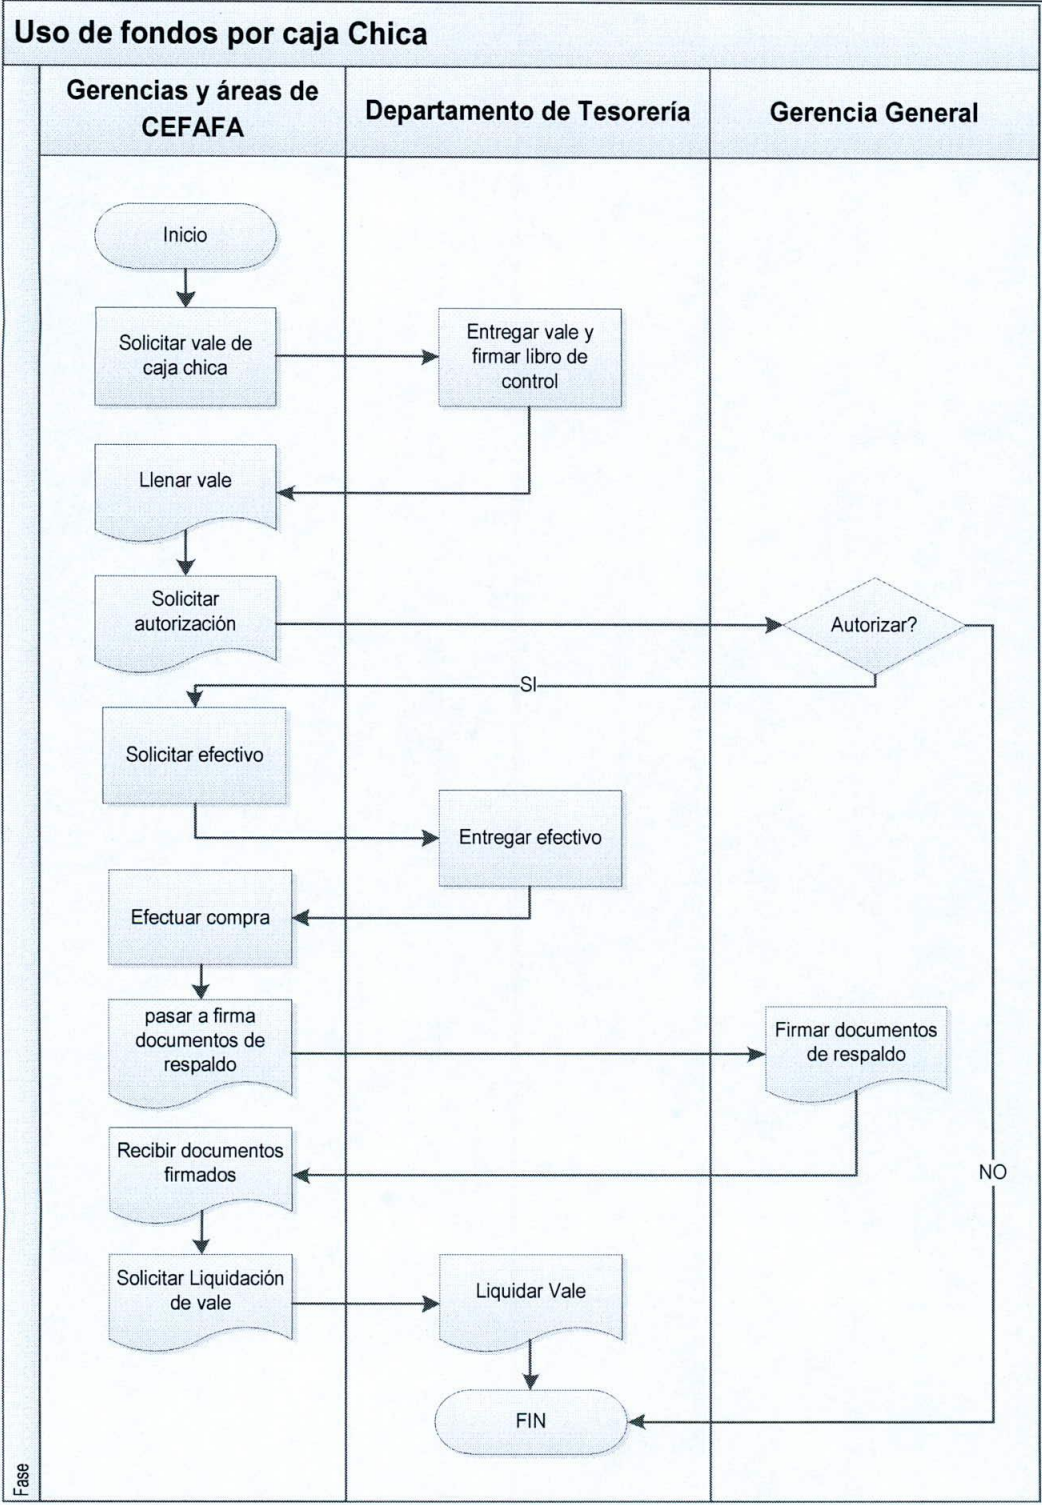 Uso de fondos por caja Chica
Gerencias y áreas de
CEFAFA
Departamento de Tesorería
Gerencia General
Inicio
Solicitar vale de
caja chica
Entregar vale y
firmar libro de
control
Llenar vale
Solicitar
autorización
Autorizar?
SI
Solicitar efectivo
Entregar efectivo
Efectuar compra
pasar a firma
documentos de
respaldo
Firmar documentos
de respaldo
Recibir documentos
firmados
NO
Solicitar Liquidación
de vale
Liquidar Vale
FIN
Fase